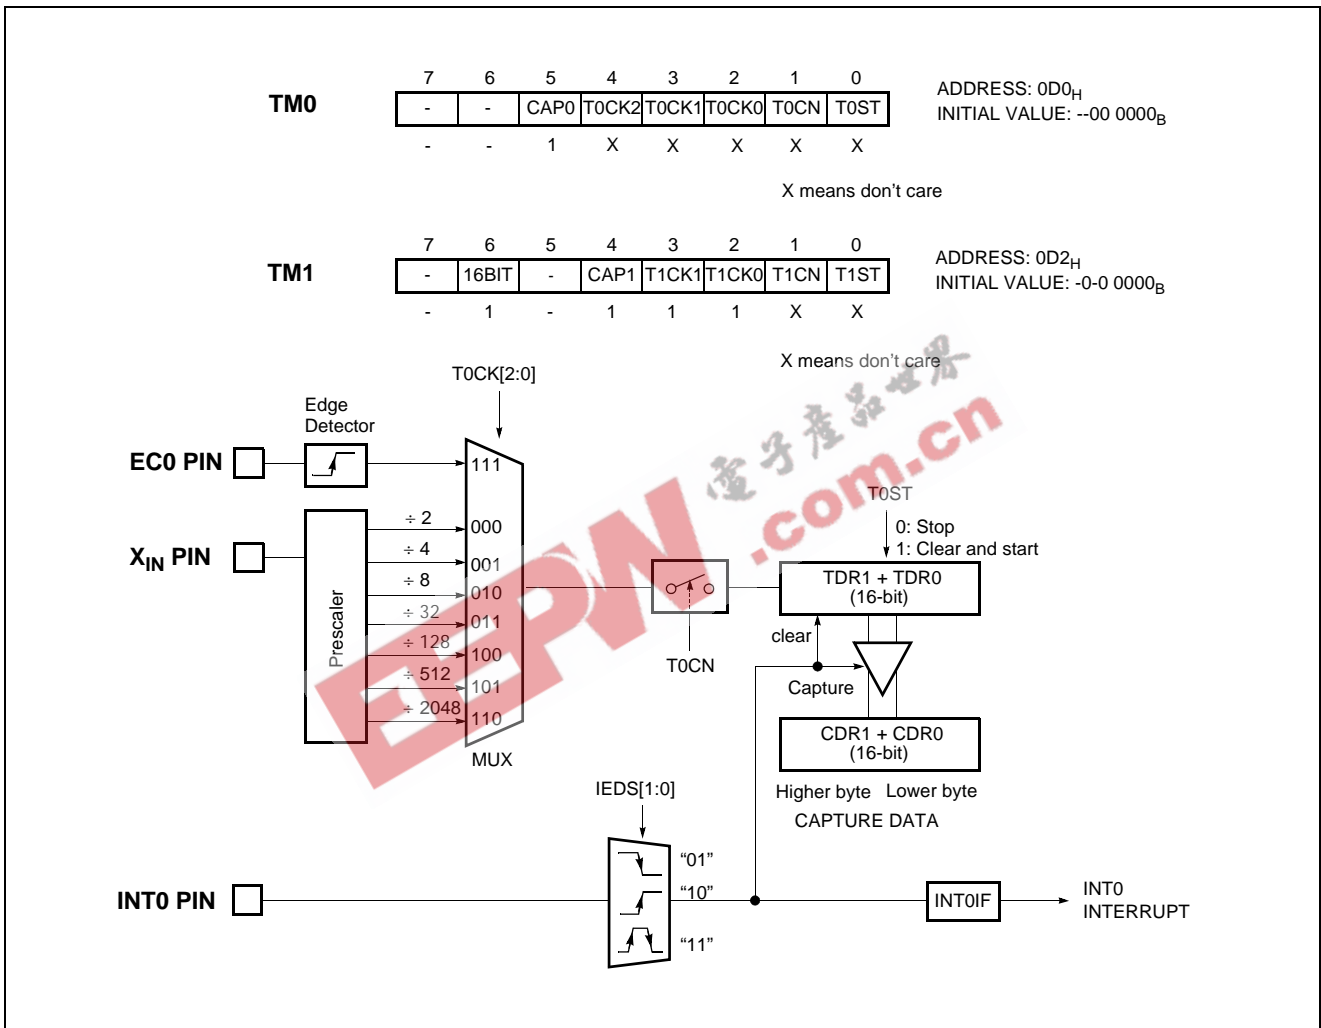 7 6 5 4 3 2 1 0
TM0 - - CAP0 T0CK2 T0CK1 T0CK0 T0CN T0ST
- - 1 X X X X X
ADDRESS: 0D0H
INITIAL VALUE: --00 0000B
X means don't care
7 6 5 4 3 2 1 0
TM1 - 16BIT - CAP1 T1CK1 T1CK0 T1CN T1ST
- 1 - 1 1 1 X X
ADDRESS: 0D2H
INITIAL VALUE: -0-0 0000B
X means don't care
T0CK[2:0]
Edge
Detector
EC0 PIN
111
XIN PIN
Prescaler
÷ 2 000
÷ 4 001
÷ 8 010
÷ 32 011
÷ 128 100
÷ 512 101
÷ 2048 110
MUX
T0CN
T0ST
0: Stop
1: Clear and start
TDR1 + TDR0
(16-bit)
clear
Capture
CDR1 + CDR0
(16-bit)
Higher byte Lower byte
CAPTURE DATA
IEDS[1:0]
INT0 PIN
“01”
“10”
“11”
INT0IF
INT0
INTERRUPT
EEPW .com.cn
電子產品世界